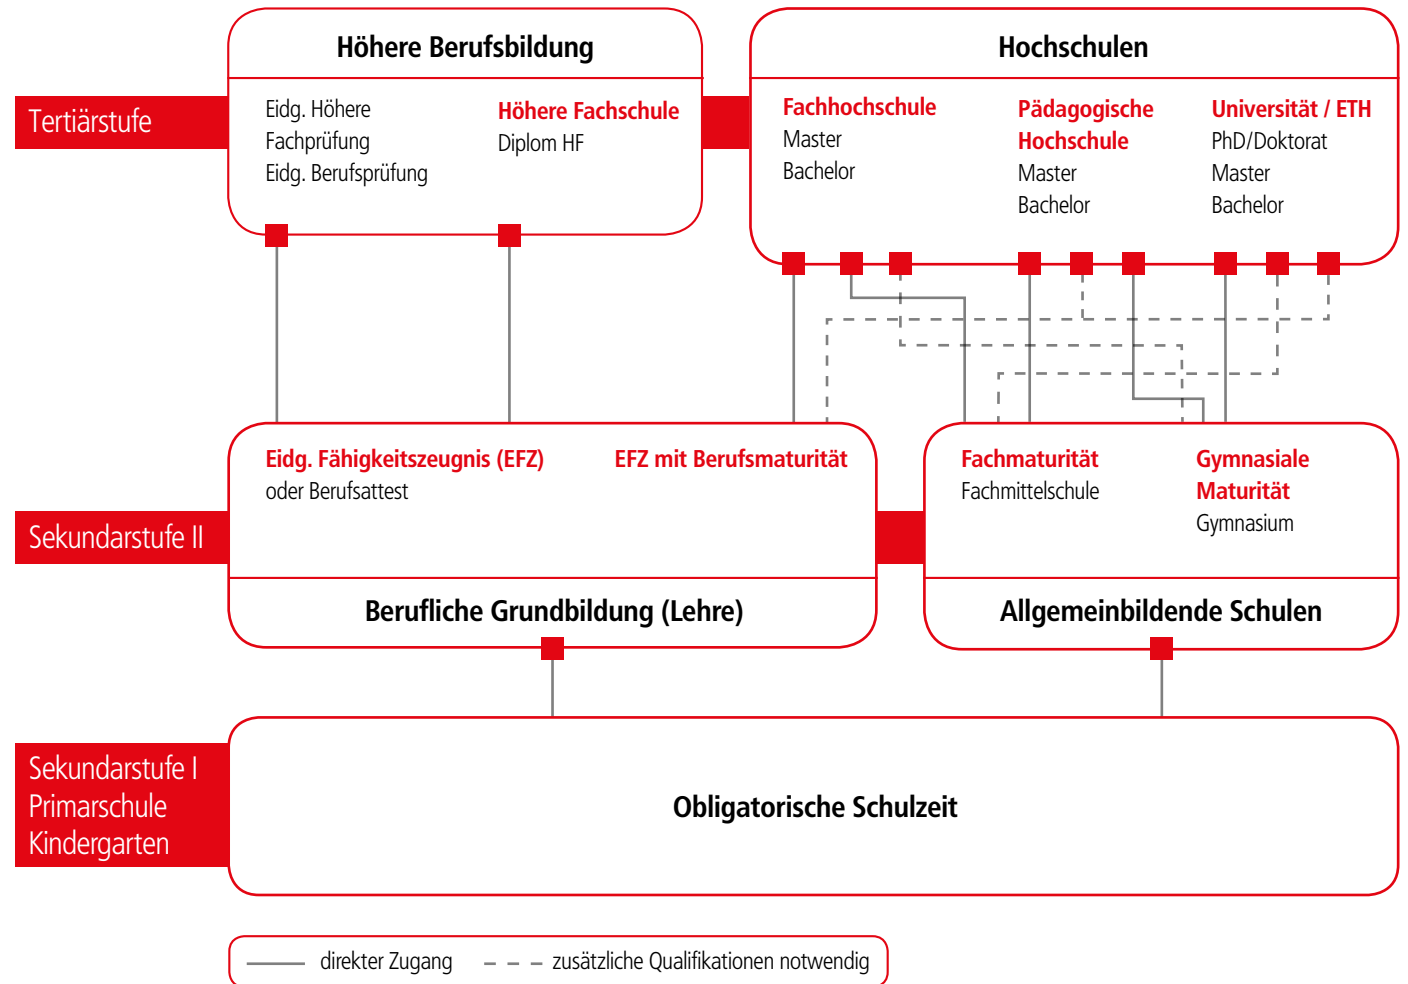 Höhere Berufsbildung
Hochschulen
Tertiärstufe
Eidg. Höhere
Fachprüfung
Eidg. Berufsprüfung
Höhere Fachschule
Diplom HF
Fachhochschule
Master
Bachelor
Pädagogische
Hochschule
Master
Bachelor
Universität / ETH
PhD/Doktorat
Master
Bachelor
Sekundarstufe II
Eidg. Fähigkeitszeugnis (EFZ)
oder Berufsattest
EFZ mit Berufsmaturität
Fachmaturität
Fachmittelschule
Gymnasiale
Maturität
Gymnasium
Berufliche Grundbildung (Lehre)
Allgemeinbildende Schulen
Sekundarstufe I
Primarschule
Kindergarten
Obligatorische Schulzeit
direkter Zugang
zusätzliche Qualifikationen notwendig